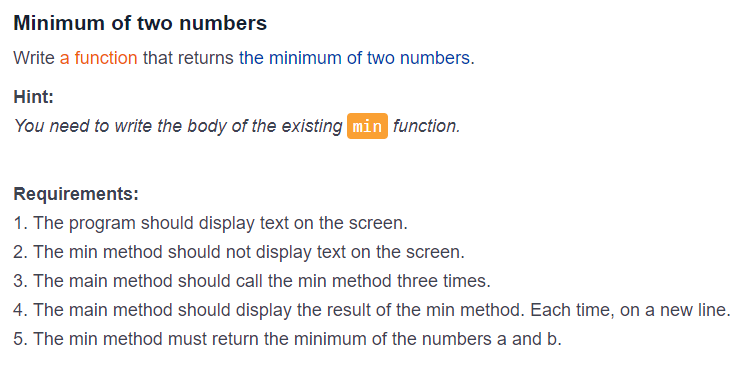 Minimum of two numbers
Write a function that returns the minimum of two numbers.
Hint:
You need to write the body of the existing min function.
Requirements:
1. The program should display text on the screen.
2. The min method should not display text on the screen.
3. The main method should call the min method three times.
4. The main method should display the result of the min method. Each time, on a new line.
5. The min method must return the minimum of the numbers a and b.